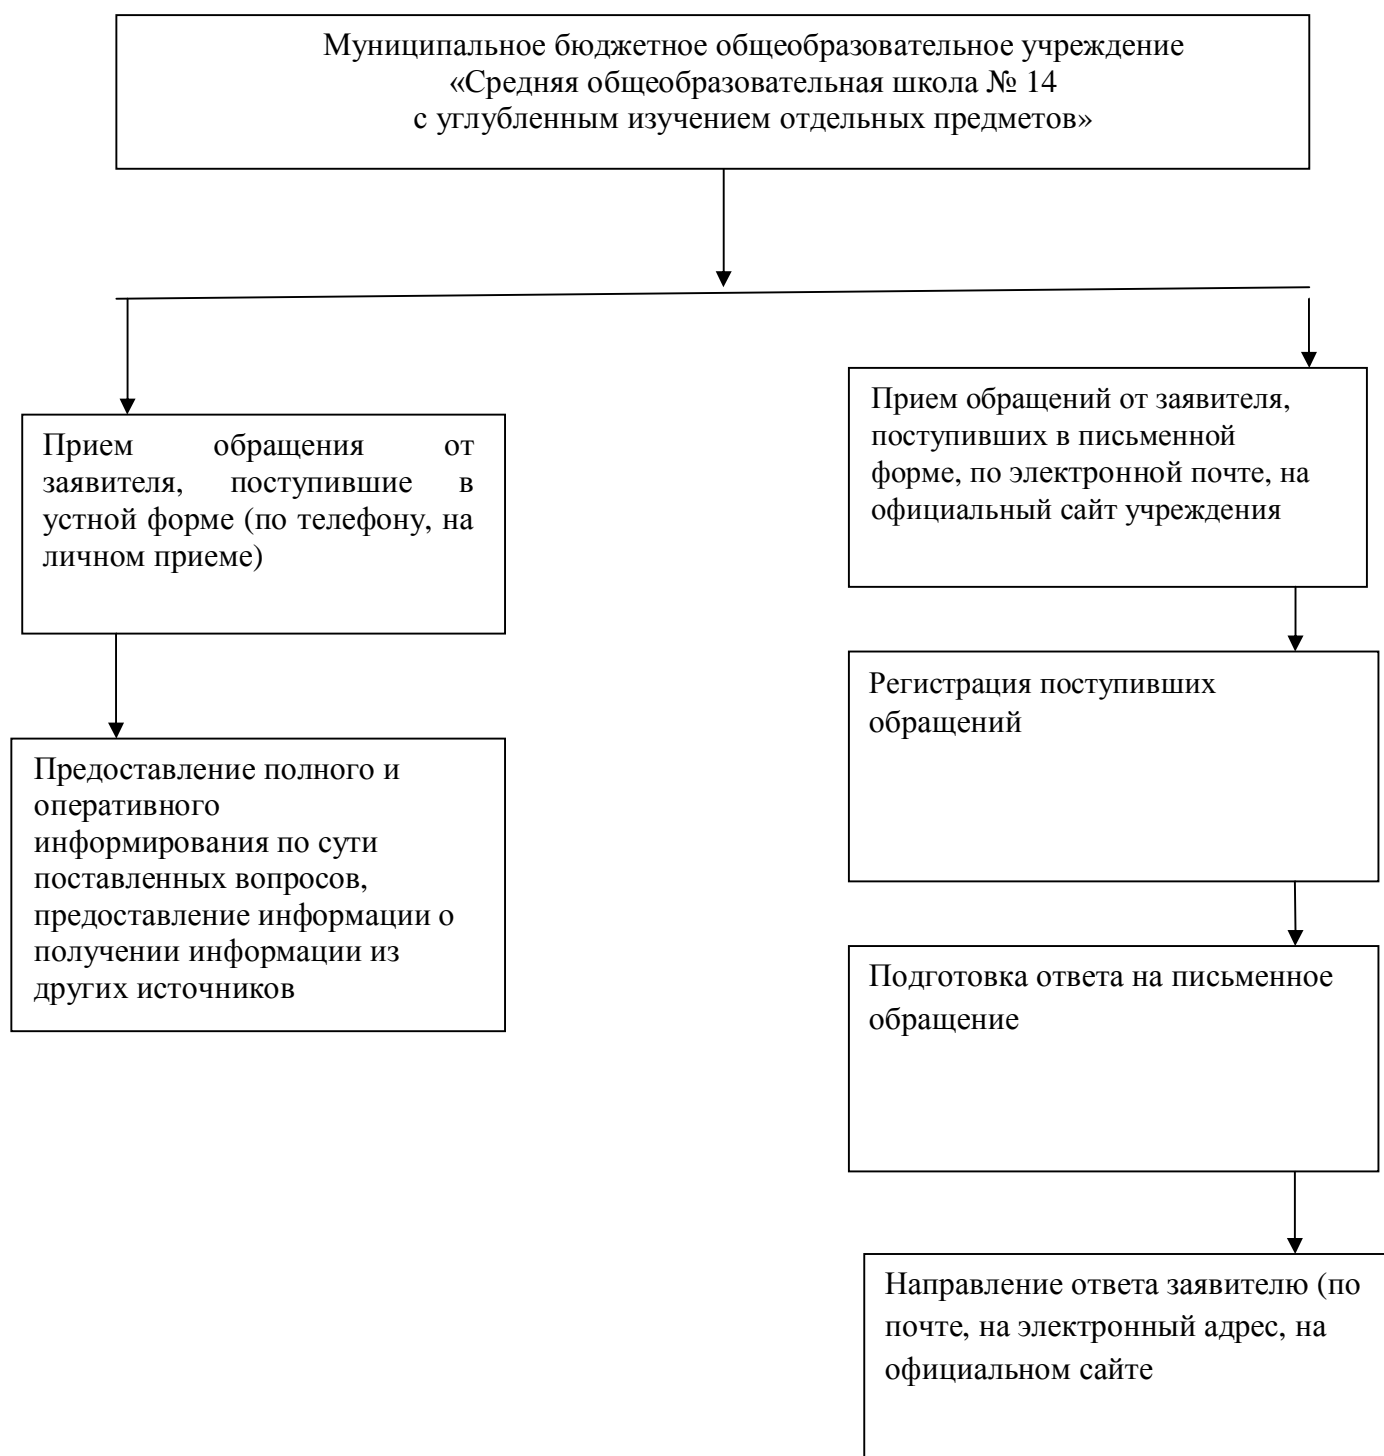 Муниципальное бюджетное общеобразовательное учреждение
«Средняя общеобразовательная школа № 14
с углубленным изучением отдельных предметов»
Прием обращения от
заявителя, поступившие в
устной форме (по телефону, на
личном приеме)
Предоставление полного и
оперативного
информирования по сути
поставленных вопросов,
предоставление информации о
получении информации из
других источников
Прием обращений от заявителя,
поступивших в письменной
форме, по электронной почте, на
официальный сайт учреждения
Регистрация поступивших
обращений
Подготовка ответа на письменное
обращение
Направление ответа заявителю (по
почте, на электронный адрес, на
официальном сайте